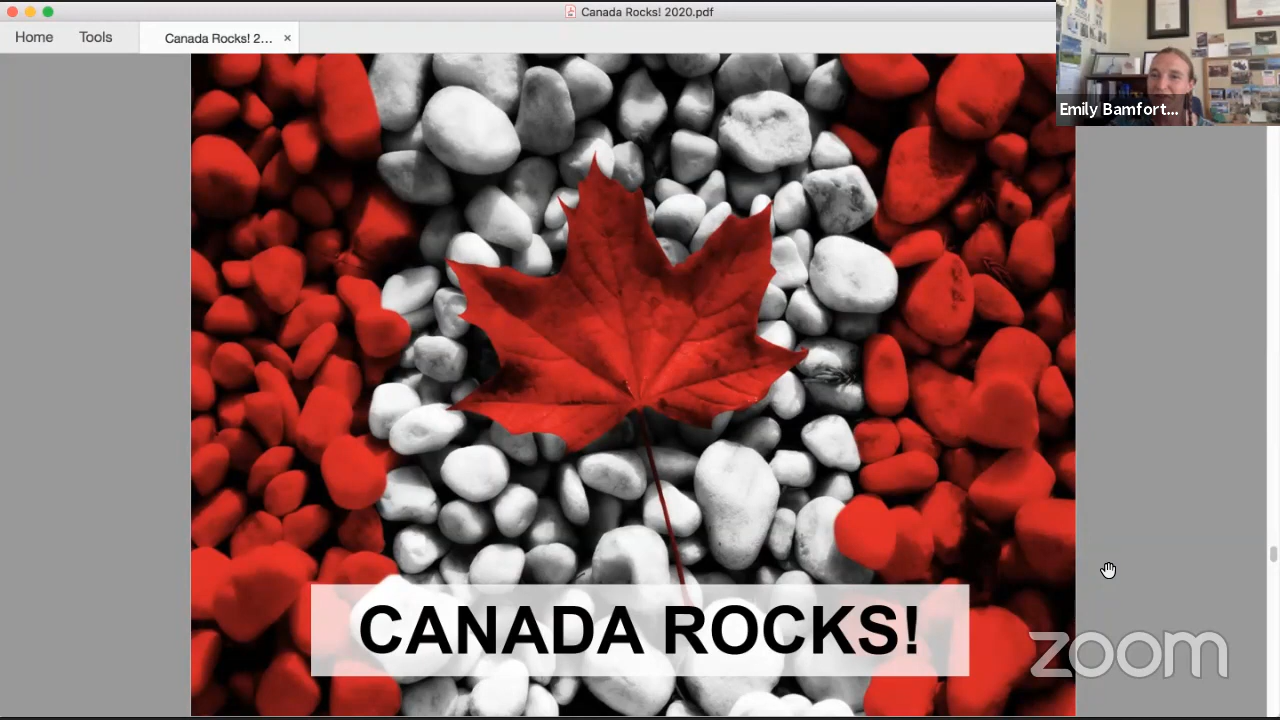 Canada Rocks! 2020.pdf
Home
Tools
Canada Rocks! 2...
×
Emily Bamfort...
CANADA ROCKS!
zoom